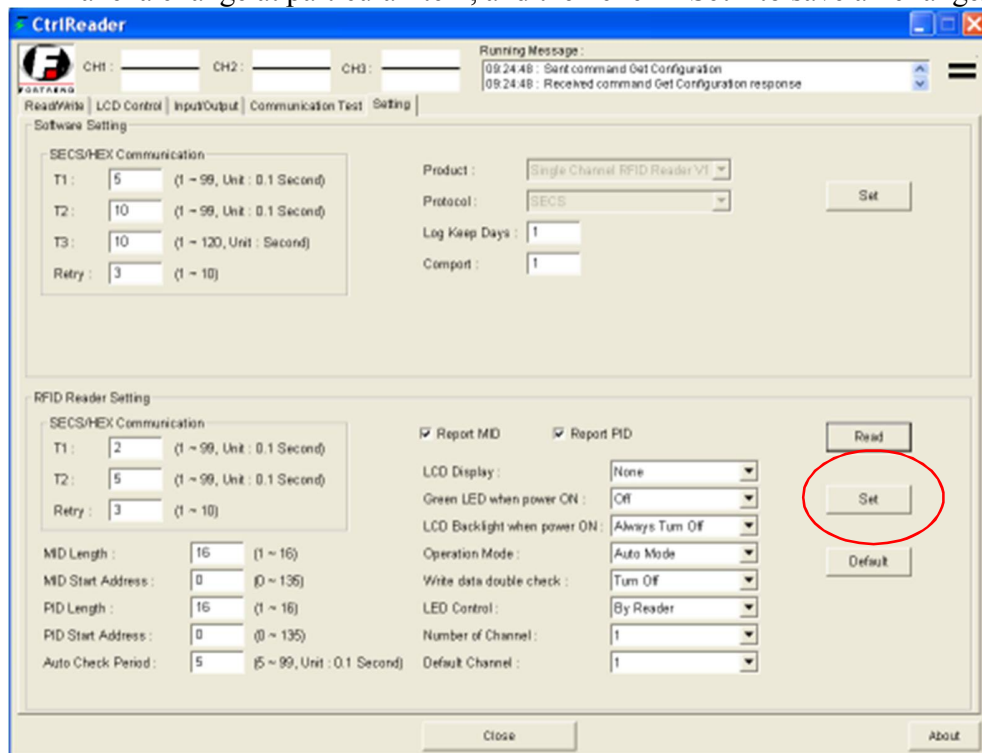 CtrlReader
CH1 : CH2 : CH3 :
Running Message :
09:24:48 : Sent command Get Configuration
09:24:48 : Received command Get Configuration response
FORTRENG
Read/Write LCD Control Input/Output Communication Test Setting
Software Setting
SECS/HEX Communication
T1 : 5 (1 ~ 99, Unit : 0.1 Second)
T2 : 10 (1 ~ 99, Unit : 0.1 Second)
T3 : 10 (1 ~ 120, Unit : Second)
Retry : 3 (1 ~ 10)
Product : Single Channel RFID Reader V1
Protocol : SECS
Log Keep Days : 1
Comport : 1
Set
RFID Reader Setting
SECS/HEX Communication
T1 : 2 (1 ~ 99, Unit : 0.1 Second)
T2 : 5 (1 ~ 99, Unit : 0.1 Second)
Retry : 3 (1 ~ 10)
MID Length : 16 (1 ~ 16)
MID Start Address : 0 (0 ~ 135)
PID Length : 16 (1 ~ 16)
PID Start Address : 0 (0 ~ 135)
Auto Check Period : 5 (5 ~ 99, Unit : 0.1 Second)
Report MID Report PID
LCD Display : None
Green LED when power ON : Off
LCD Backlight when power ON : Always Turn Off
Operation Mode : Auto Mode
Write data double check : Turn Off
LED Control : By Reader
Number of Channel : 1
Default Channel : 1
Read
Set
Default
Close
About